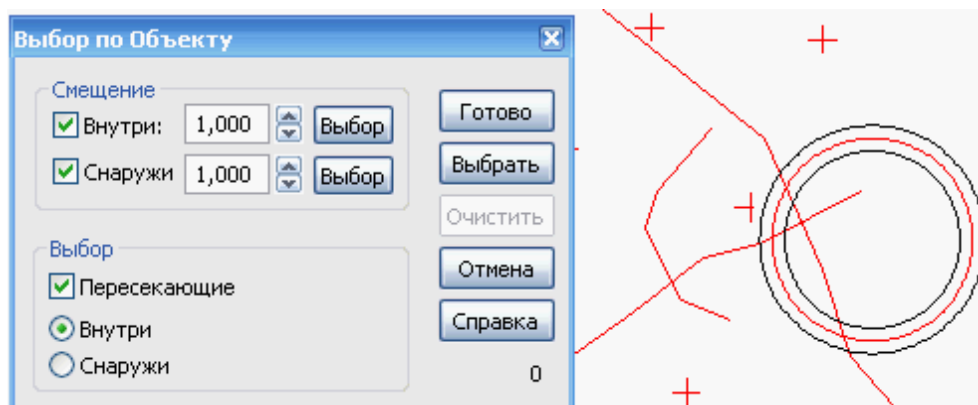 Выбор по Объекту
Смещение
Внутри: 1,000 Выбор
Снаружи 1,000 Выбор
Выбор
Пересекающие
Внутри
Снаружи
Готово
Выбрать
Очистить
Отмена
Справка
0